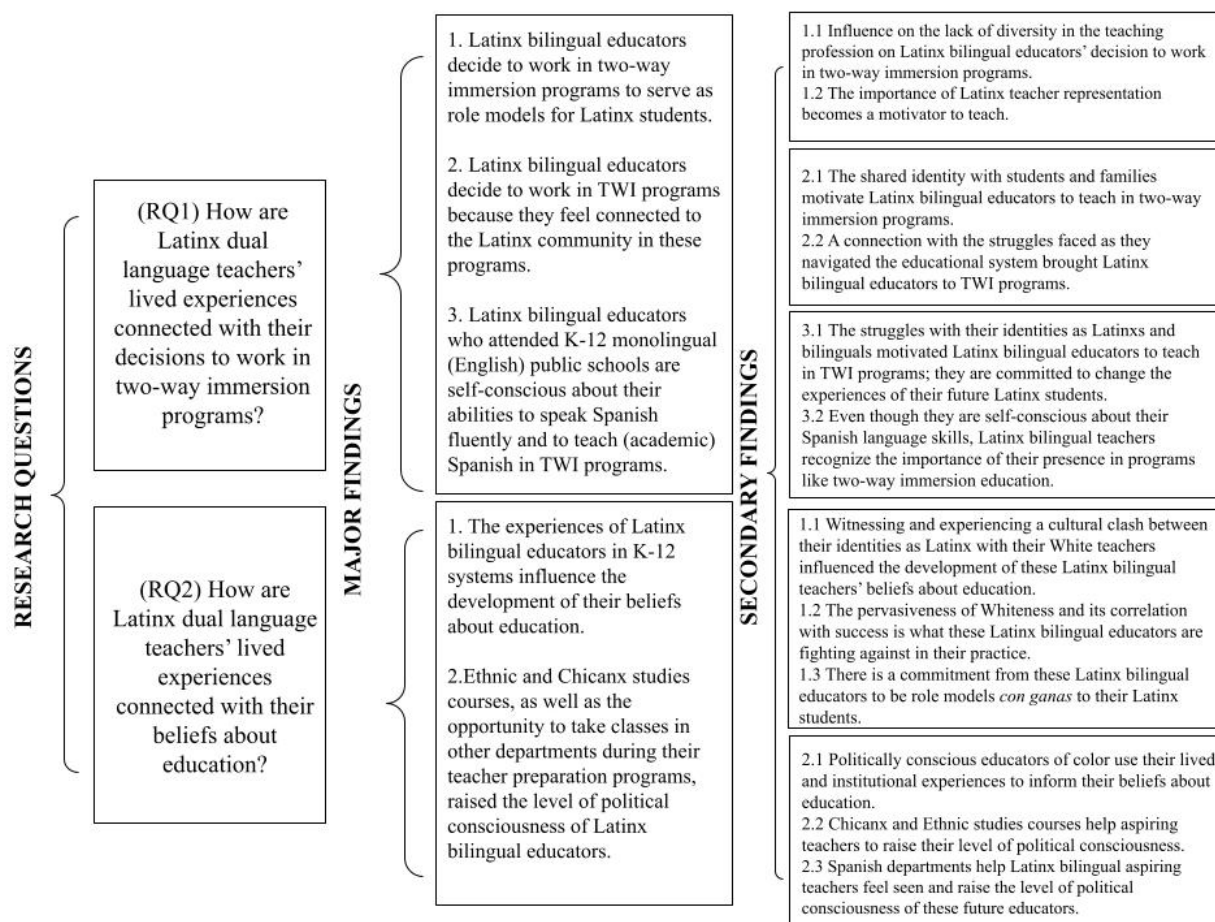 RESEARCH QUESTIONS
(RQ1) How are
Latinx dual
language teachers’
lived experiences
connected with their
decisions to work in
two-way immersion
programs?
(RQ2) How are
Latinx dual language
teachers’ lived
experiences
connected with their
beliefs about
education?
MAJOR FINDINGS
1. Latinx bilingual educators
decide to work in two-way
immersion programs to serve as
role models for Latinx students.
2. Latinx bilingual educators
decide to work in TWI programs
because they feel connected to
the Latinx community in these
programs.
3. Latinx bilingual educators
who attended K-12 monolingual
(English) public schools are
self-conscious about their
abilities to speak Spanish
fluently and to teach (academic)
Spanish in TWI programs.
1. The experiences of Latinx
bilingual educators in K-12
systems influence the
development of their beliefs
about education.
2.Ethnic and Chicanx studies
courses, as well as the
opportunity to take classes in
other departments during their
teacher preparation programs,
raised the level of political
consciousness of Latinx
bilingual educators.
SECONDARY FINDINGS
1.1 Influence on the lack of diversity in the teaching
profession on Latinx bilingual educators’ decision to work
in two-way immersion programs.
1.2 The importance of Latinx teacher representation
becomes a motivator to teach.
2.1 The shared identity with students and families
motivate Latinx bilingual educators to teach in two-way
immersion programs.
2.2 A connection with the struggles faced as they
navigated the educational system brought Latinx
bilingual educators to TWI programs.
3.1 The struggles with their identities as Latinxs and
bilinguals motivated Latinx bilingual educators to teach
in TWI programs; they are committed to change the
experiences of their future Latinx students.
3.2 Even though they are self-conscious about their
Spanish language skills, Latinx bilingual teachers
recognize the importance of their presence in programs
like two-way immersion education.
1.1 Witnessing and experiencing a cultural clash between
their identities as Latinx with their White teachers
influenced the development of these Latinx bilingual
teachers’ beliefs about education.
1.2 The pervasiveness of Whiteness and its correlation
with success is what these Latinx bilingual educators are
fighting against in their practice.
1.3 There is a commitment from these Latinx bilingual
educators to be role models con ganas to their Latinx
students.
2.1 Politically conscious educators of color use their lived
and institutional experiences to inform their beliefs about
education.
2.2 Chicanx and Ethnic studies courses help aspiring
teachers to raise their level of political consciousness.
2.3 Spanish departments help Latinx bilingual aspiring
teachers feel seen and raise the level of political
consciousness of these future educators.